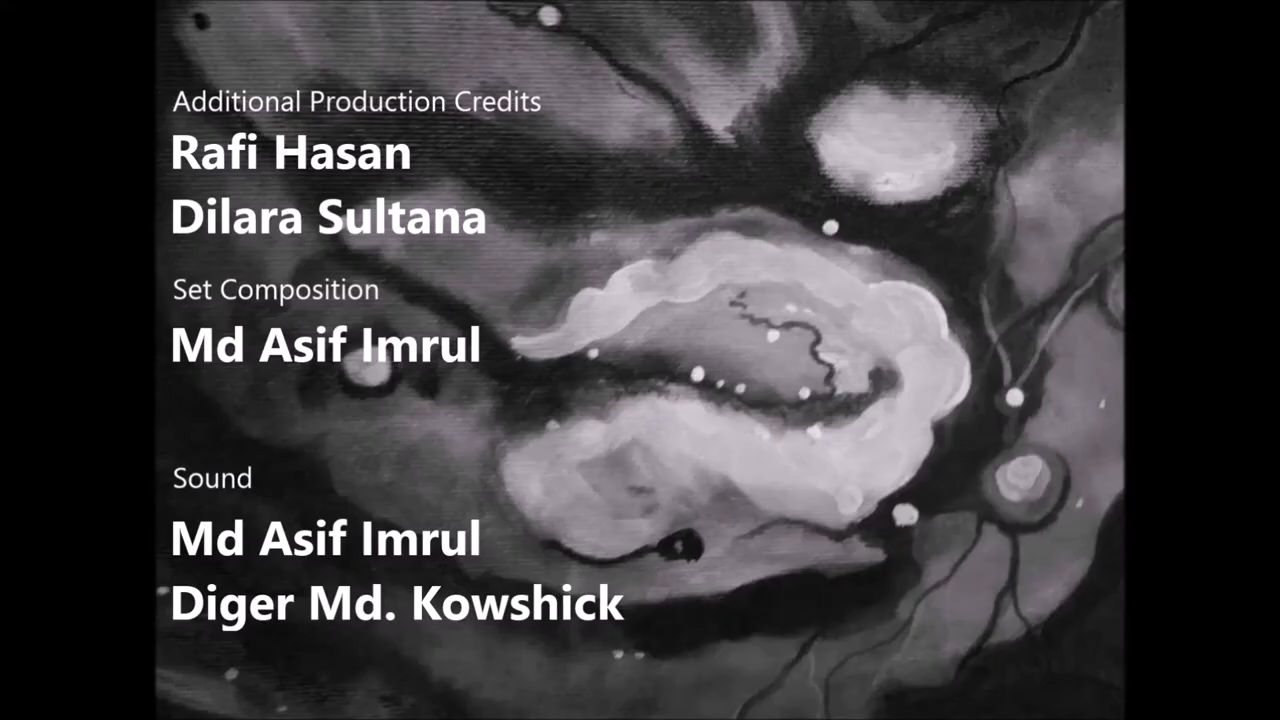 Additional Production Credits
Rafi Hasan
Dilara Sultana
Set Composition
Md Asif Imrul
Sound
Md Asif Imrul
Diger Md. Kowshick